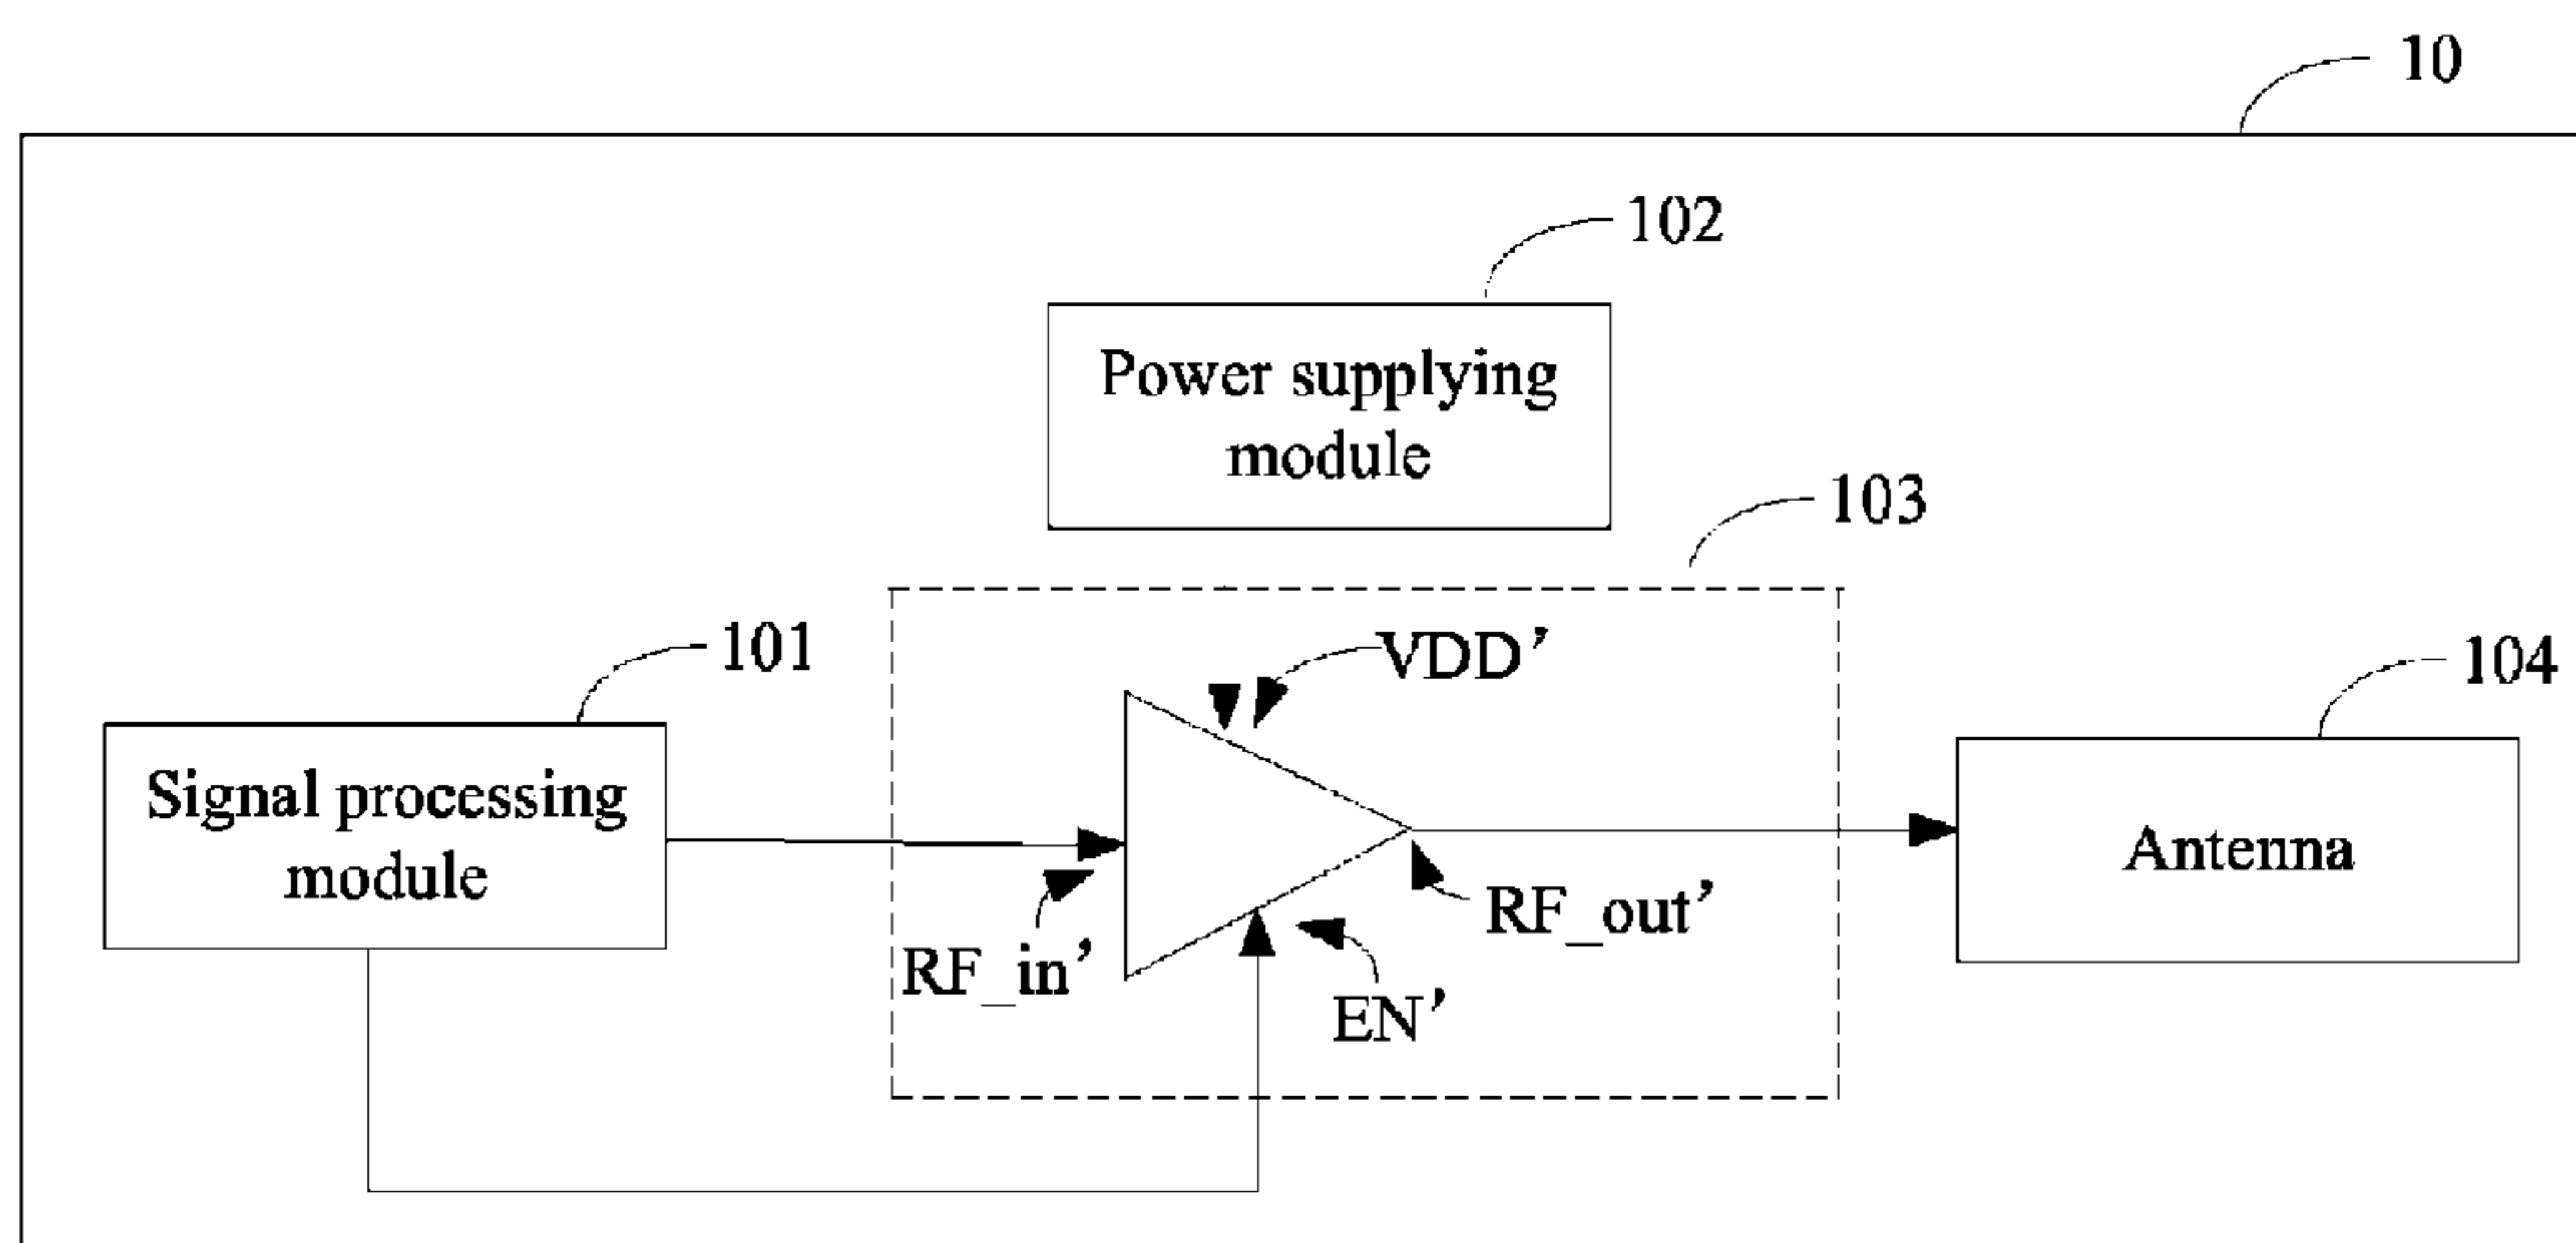 10
102
Power supplying
module
103
101
VDD’
104
Signal processing
module
Antenna
RF_out’
RF_in’
EN’